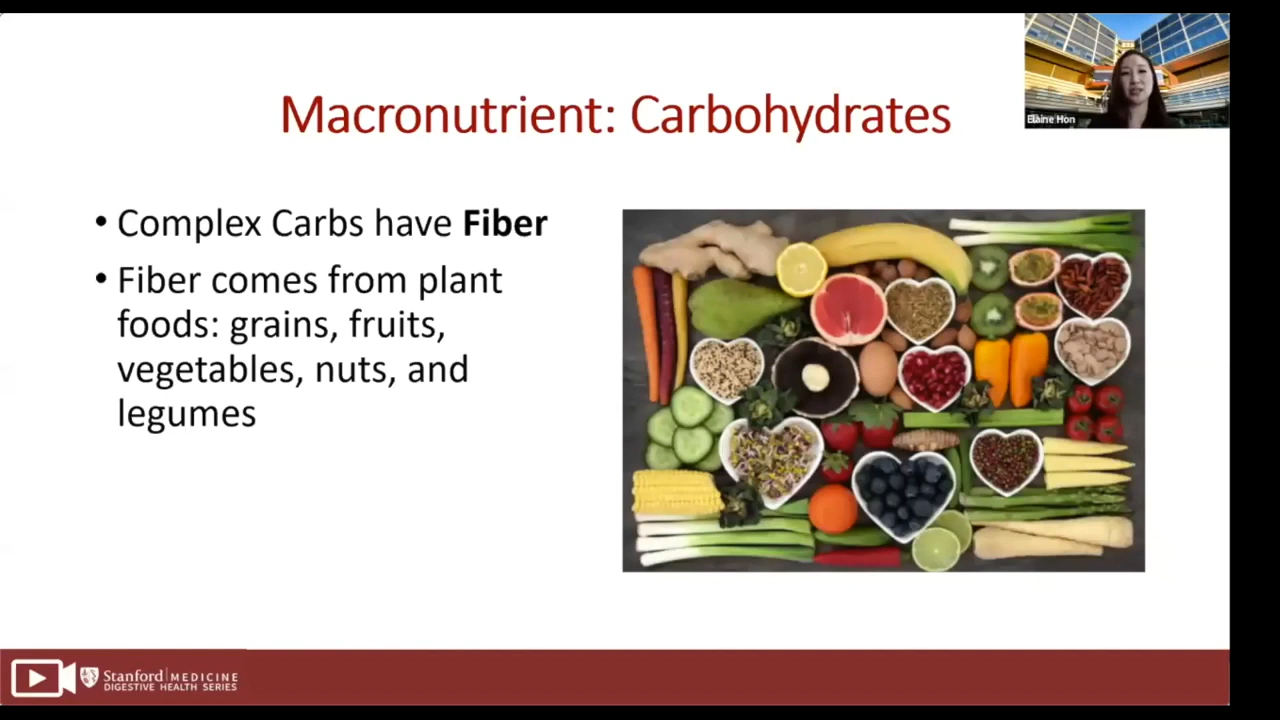 Elaine Hon
Macronutrient: Carbohydrates
• Complex Carbs have Fiber
• Fiber comes from plant
foods: grains, fruits,
vegetables, nuts, and
legumes
Stanford MEDICINE
DIGESTIVE HEALTH SERIES